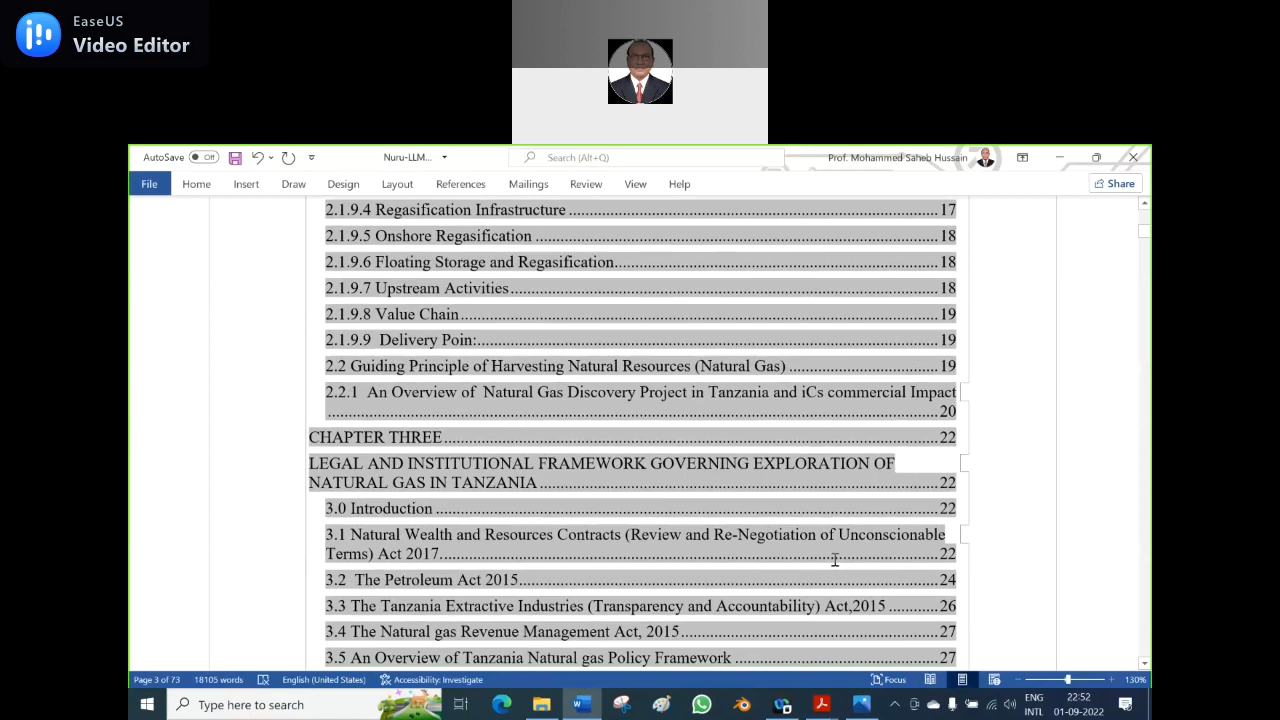 EaseUS
Video Editor
AutoSave Off Nuru-LLM... Search (Alt+Q) Prof. Mohammed Saheb Hussain
File Home Insert Draw Design Layout References Mailings Review View Help Share
2.1.9.4 Regasification Infrastructure ........ 17
2.1.9.5 Onshore Regasification ........ 18
2.1.9.6 Floating Storage and Regasification ........ 18
2.1.9.7 Upstream Activities ........ 18
2.1.9.8 Value Chain ........ 19
2.1.9.9 Delivery Poin: ........ 19
2.2 Guiding Principle of Harvesting Natural Resources (Natural Gas) ........ 19
2.2.1 An Overview of Natural Gas Discovery Project in Tanzania and iCs commercial Impact
........ 20
CHAPTER THREE ........ 22
LEGAL AND INSTITUTIONAL FRAMEWORK GOVERNING EXPLORATION OF
NATURAL GAS IN TANZANIA ........ 22
3.0 Introduction ........ 22
3.1 Natural Wealth and Resources Contracts (Review and Re-Negotiation of Unconscionable
Terms) Act 2017 ........ 22
3.2 The Petroleum Act 2015 ........ 24
3.3 The Tanzania Extractive Industries (Transparency and Accountability) Act,2015 ........ 26
3.4 The Natural gas Revenue Management Act, 2015 ........ 27
3.5 An Overview of Tanzania Natural gas Policy Framework ........ 27
Page 3 of 73 18105 words English (United States) Accessibility: Investigate Focus 130%
Type here to search ENG 22:52
INTL 01-09-2022